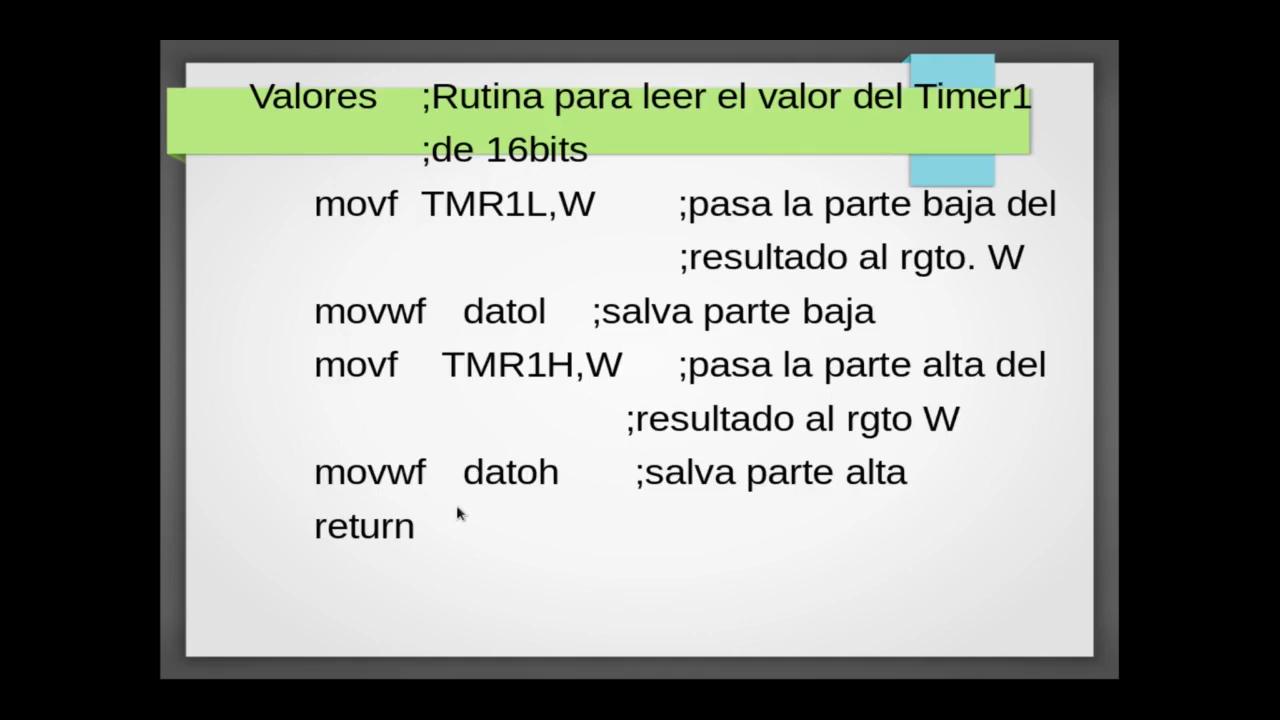 Valores ;Rutina para leer el valor del Timer1
;de 16bits
movf TMR1L,W ;pasa la parte baja del
;resultado al rgto. W
movwf datol ;salva parte baja
movf TMR1H,W ;pasa la parte alta del
;resultado al rgto W
movwf datoh ;salva parte alta
return